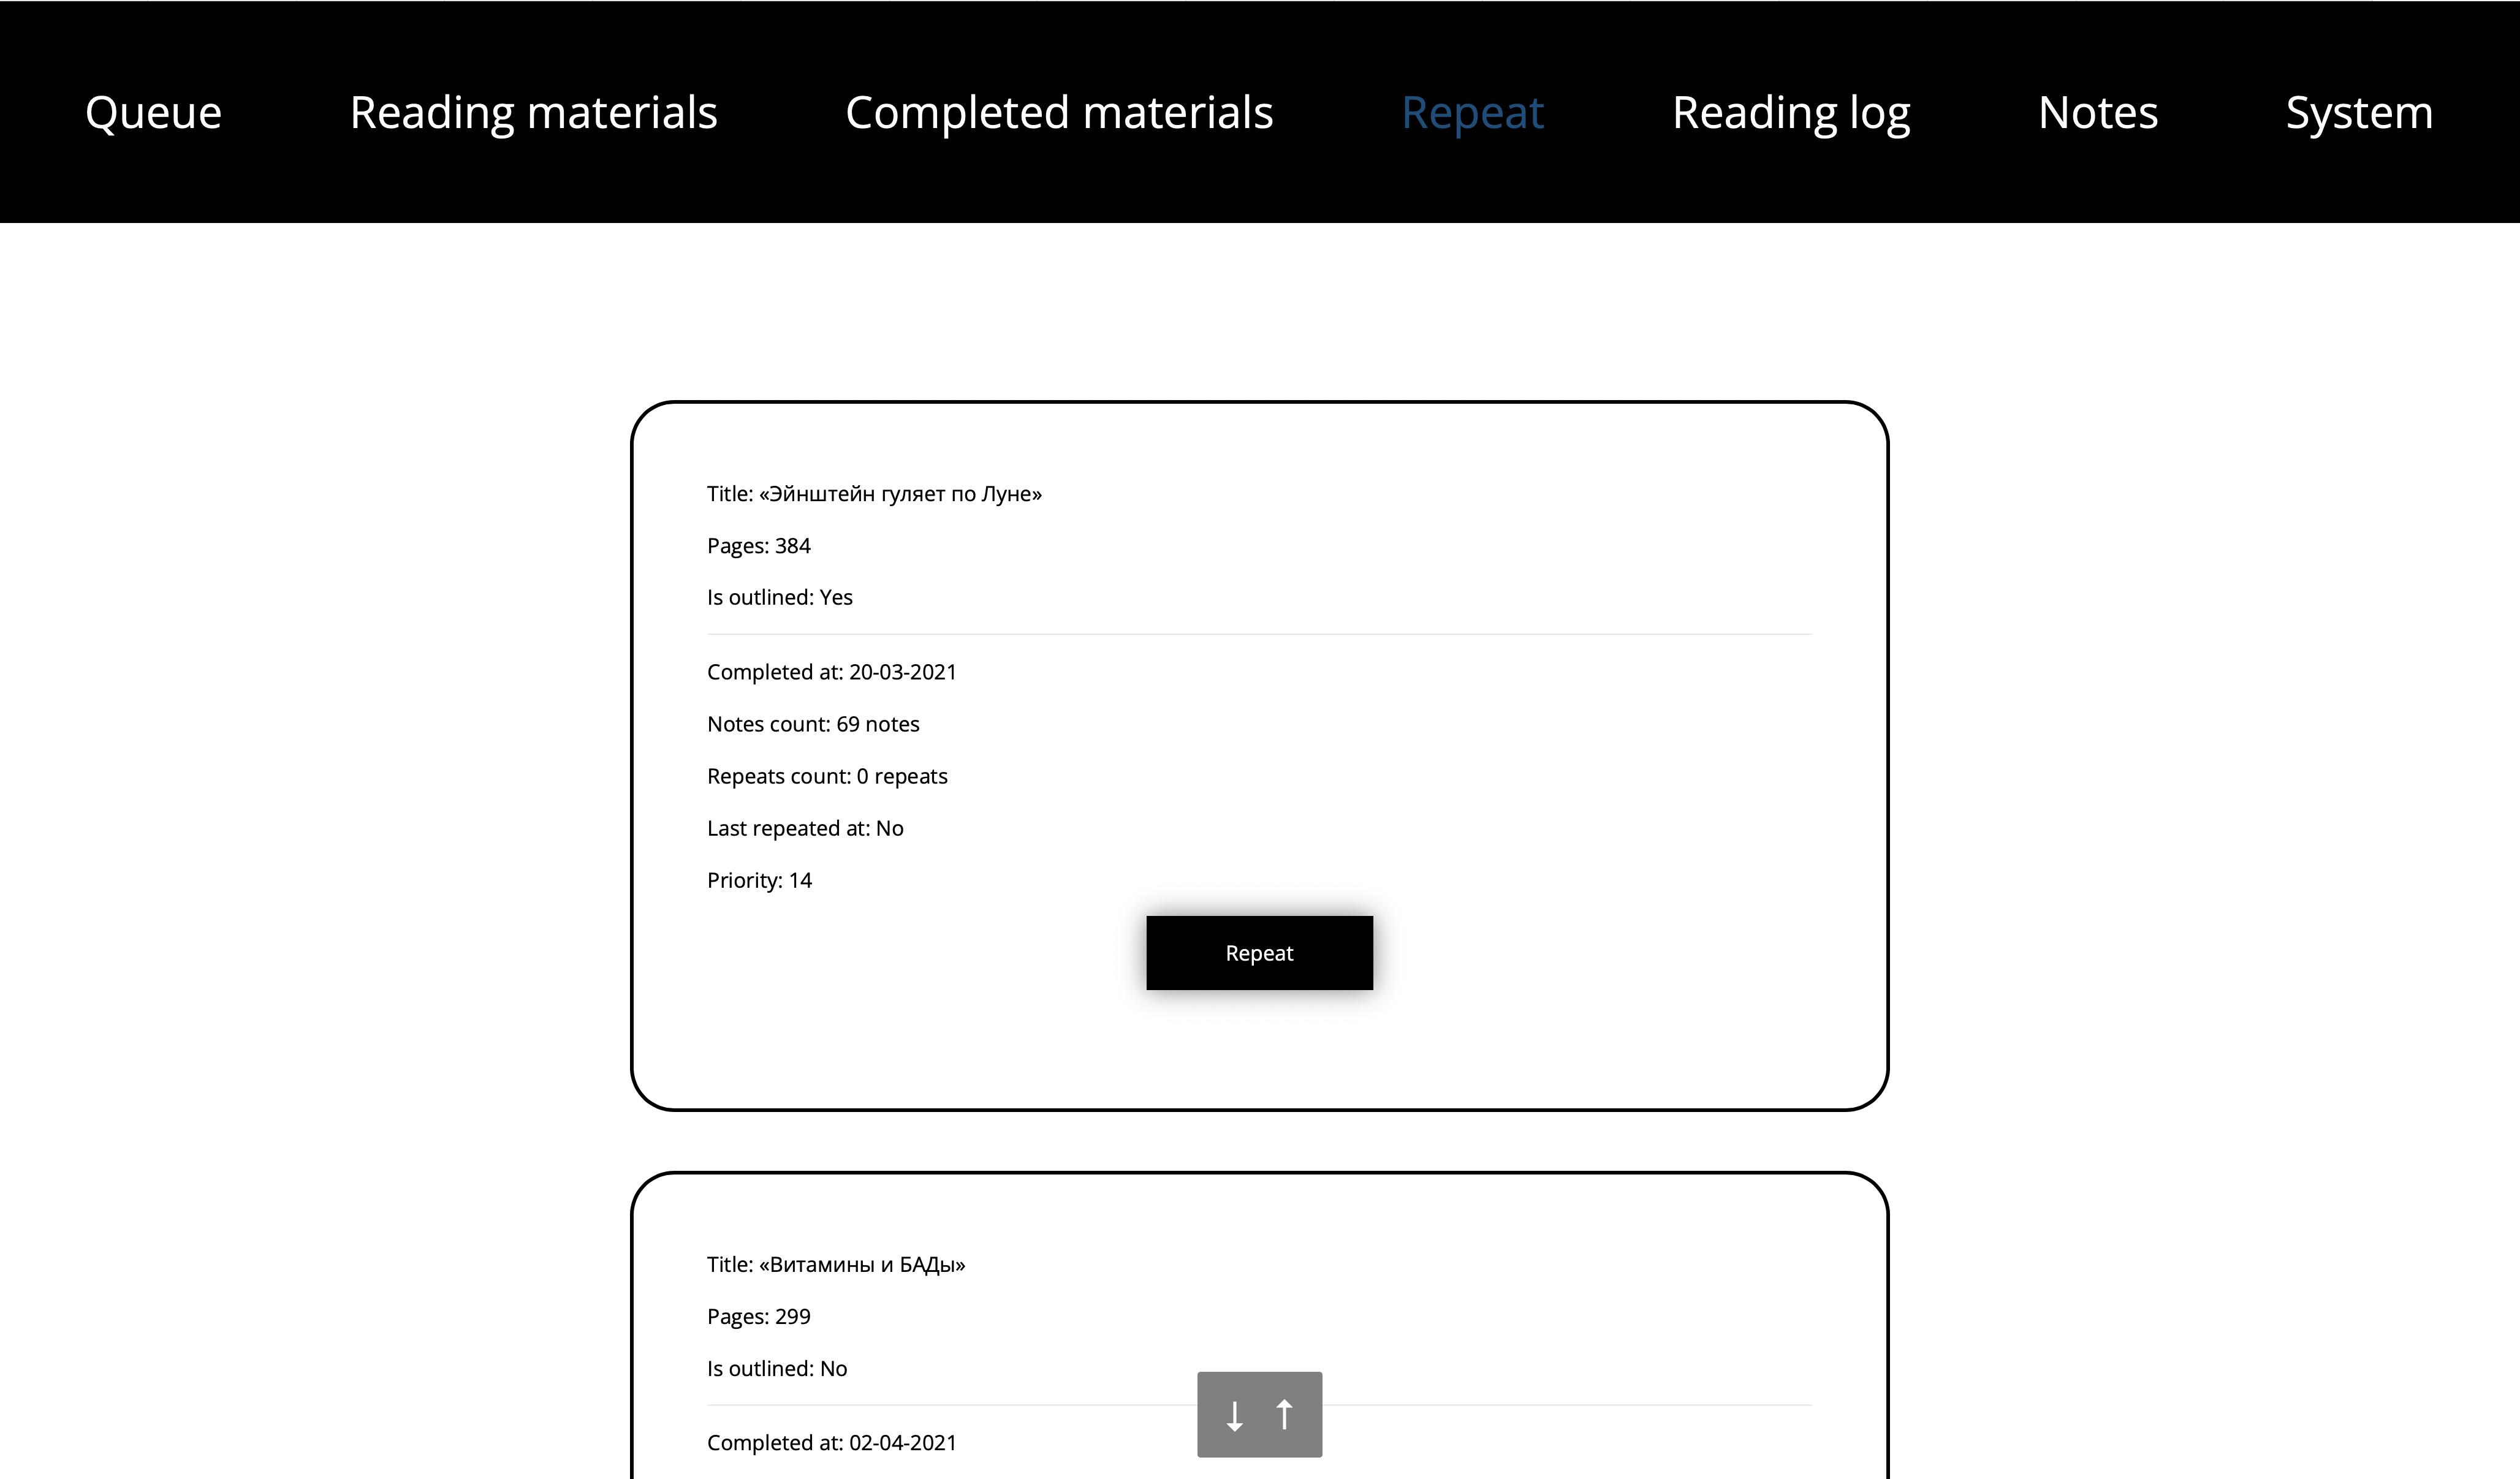 Queue Reading materials Completed materials Repeat Reading log Notes System
Title: «Эйнштейн гуляет по Луне»
Pages: 384
Is outlined: Yes
Completed at: 20-03-2021
Notes count: 69 notes
Repeats count: 0 repeats
Last repeated at: No
Priority: 14
Repeat
Title: «Витамины и БАДы»
Pages: 299
Is outlined: No
↓ ↑
Completed at: 02-04-2021